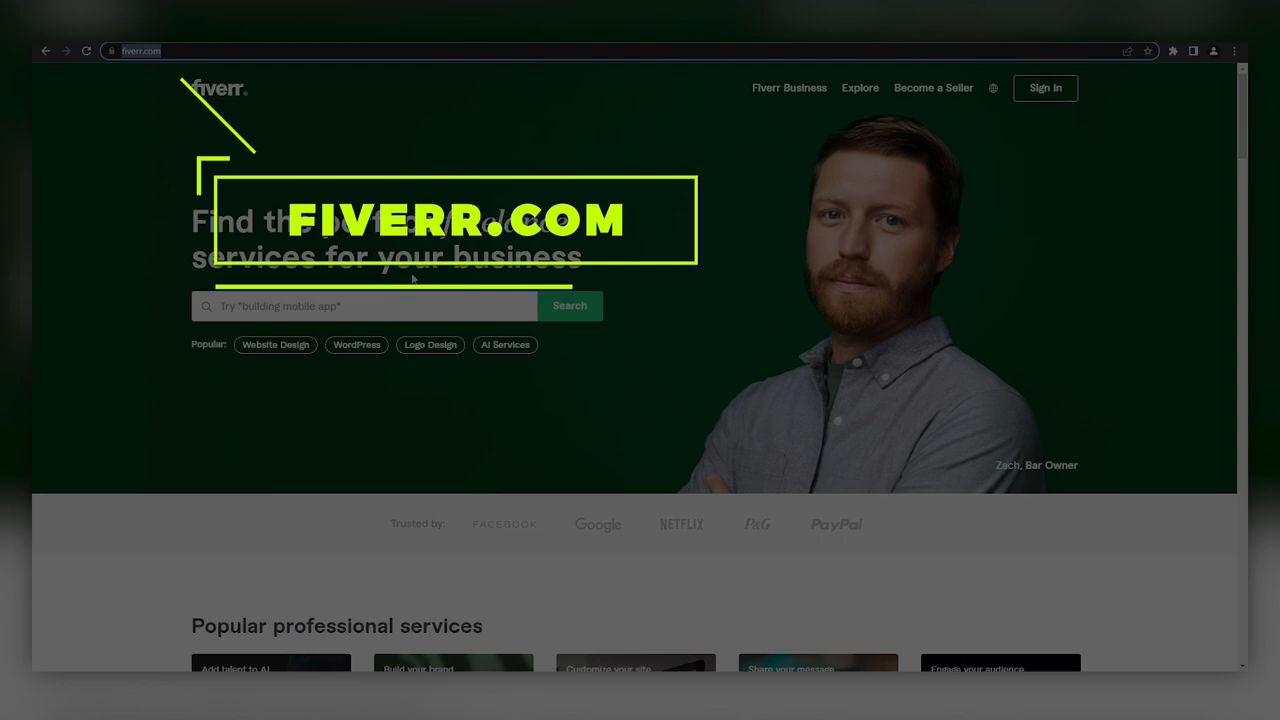 fiverr.com
fiverr.
Fiverr Business
Explore
Become a Seller
Sign In
FIVERR.COM
Find the perfect freelance
services for your business
Try "building mobile app"
Search
Popular:
Website Design
WordPress
Logo Design
AI Services
Zach, Bar Owner
Trusted by:
FACEBOOK
Google
NETFLIX
P&G
PayPal
Popular professional services
Add talent to AI
Build your brand
Customize your site
Share your message
Engage your audience